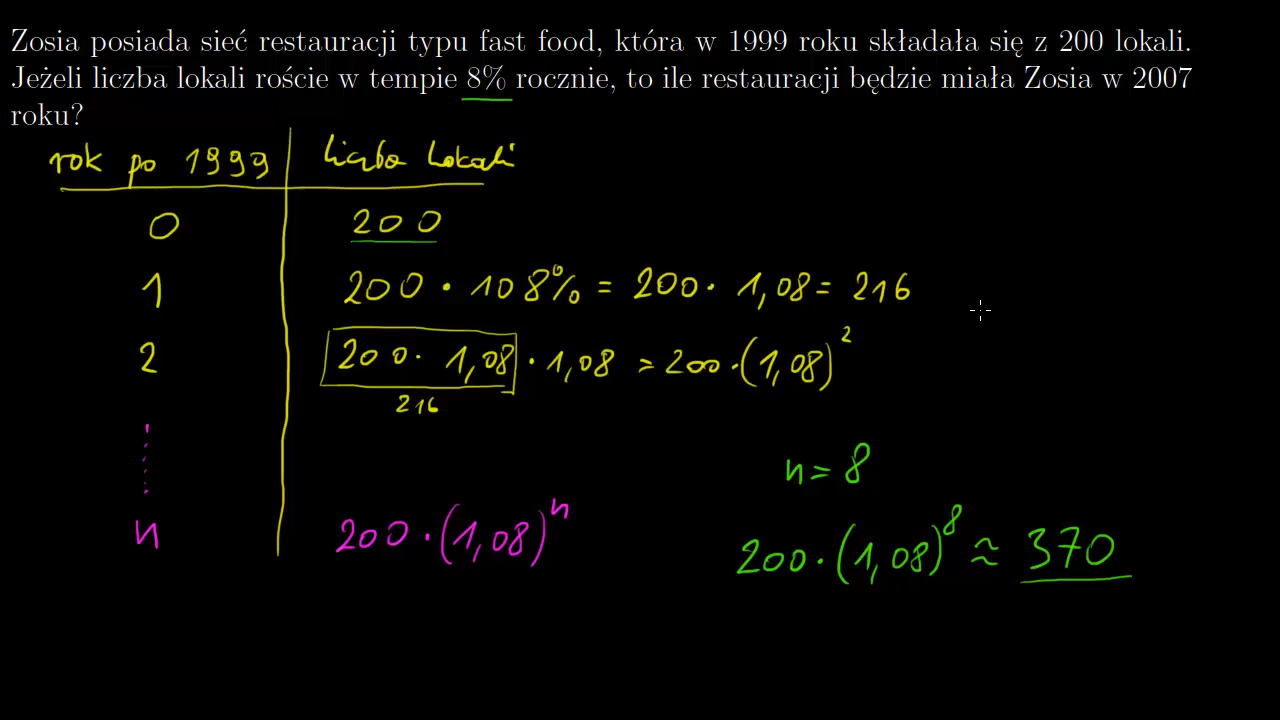 Zosia posiada sieć restauracji typu fast food, która w 1999 roku składała się z 200 lokali.
Jeżeli liczba lokali roście w tempie 8% rocznie, to ile restauracji będzie miała Zosia w 2007
roku?
rok po 1999 liczba lokali
0 200
1 200 · 108% = 200 · 1,08 = 216
2 200 · 1,08 · 1,08 = 200 · (1,08)²
216
n = 8
n 200 · (1,08)ⁿ
200 · (1,08)⁸ ≈ 370